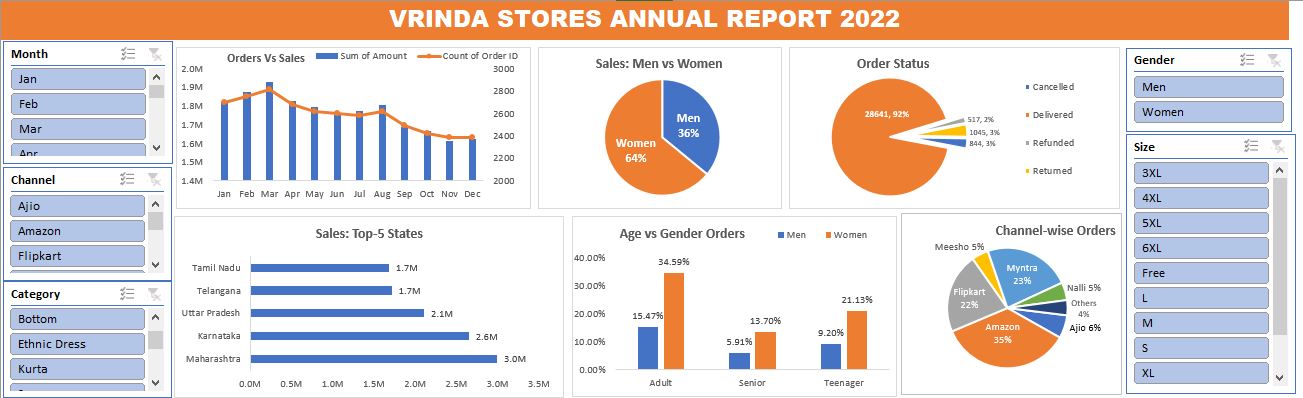 VRINDA STORES ANNUAL REPORT 2022
Month
Jan
Feb
Mar
Apr
Channel
Ajio
Amazon
Flipkart
Category
Bottom
Ethnic Dress
Kurta
Orders Vs Sales
Sum of Amount
Count of Order ID
2.0M
1.9M
1.8M
1.7M
1.6M
1.5M
1.4M
3000
2800
2600
2400
2200
2000
Jan Feb Mar Apr May Jun Jul Aug Sep Oct Nov Dec
Sales: Men vs Women
Men
36%
Women
64%
Order Status
28641, 92%
517, 2%
1045, 3%
844, 3%
Cancelled
Delivered
Refunded
Returned
Gender
Men
Women
Size
3XL
4XL
5XL
6XL
Free
L
M
S
XL
Sales: Top-5 States
Tamil Nadu 1.7M
Telangana 1.7M
Uttar Pradesh 2.1M
Karnataka 2.6M
Maharashtra 3.0M
0.0M 0.5M 1.0M 1.5M 2.0M 2.5M 3.0M 3.5M
Age vs Gender Orders
Men
Women
40.00%
30.00%
20.00%
10.00%
0.00%
15.47%
34.59%
5.91%
13.70%
9.20%
21.13%
Adult Senior Teenager
Channel-wise Orders
Meesho 5%
Myntra
23%
Nalli 5%
Others
4%
Ajio 6%
Amazon
35%
Flipkart
22%